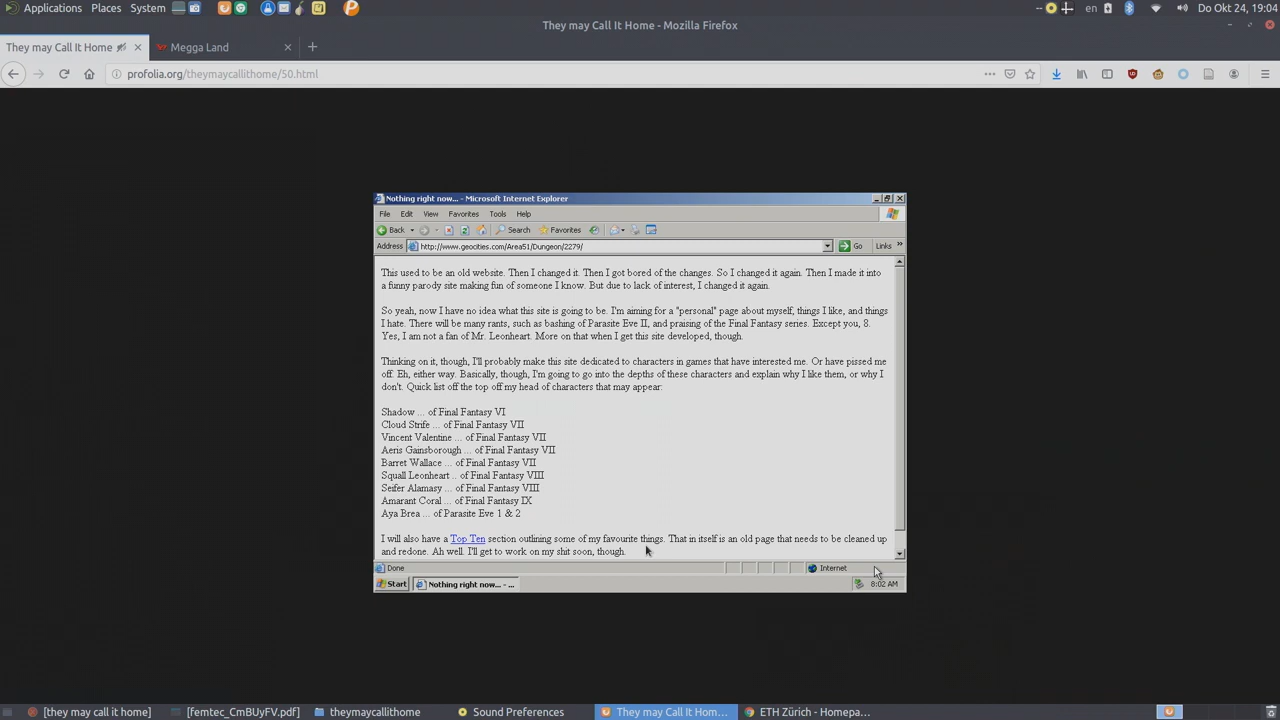 Applications Places System en Do Okt 24, 19:04
They may Call It Home - Mozilla Firefox
They may Call It Home Megga Land
profolia.org/theymaycallithome/50.html
Nothing right now... - Microsoft Internet Explorer
File Edit View Favorites Tools Help
Back Search Favorites
Address http://www.geocities.com/Area51/Dungeon/2279/ Go Links »
This used to be an old website. Then I changed it. Then I got bored of the changes. So I changed it again. Then I made it into
a funny parody site making fun of someone I know. But due to lack of interest, I changed it again.
So yeah, now I have no idea what this site is going to be. I'm aiming for a "personal" page about myself, things I like, and things
I hate. There will be many rants, such as bashing of Parasite Eve II, and praising of the Final Fantasy series. Except you, 8.
Yes, I am not a fan of Mr. Leonheart. More on that when I get this site developed, though.
Thinking on it, though, I'll probably make this site dedicated to characters in games that have interested me. Or have pissed me
off. Eh, either way. Basically, though, I'm going to go into the depths of these characters and explain why I like them, or why I
don't. Quick list off the top off my head of characters that may appear:
Shadow ... of Final Fantasy VI
Cloud Strife ... of Final Fantasy VII
Vincent Valentine ... of Final Fantasy VII
Aeris Gainsborough ... of Final Fantasy VII
Barret Wallace ... of Final Fantasy VII
Squall Leonheart .. of Final Fantasy VIII
Seifer Alamasy ... of Final Fantasy VIII
Amarant Coral ... of Final Fantasy IX
Aya Brea ... of Parasite Eve 1 & 2
I will also have a Top Ten section outlining some of my favourite things. That in itself is an old page that needs to be cleaned up
and redone. Ah well. I'll get to work on my shit soon, though.
Done Internet
Start Nothing right now... - ... 8:02 AM
[they may call it home] [femtec_CmBUyFV.pdf] theymaycallithome Sound Preferences They may Call It Hom... ETH Zürich - Homepa...